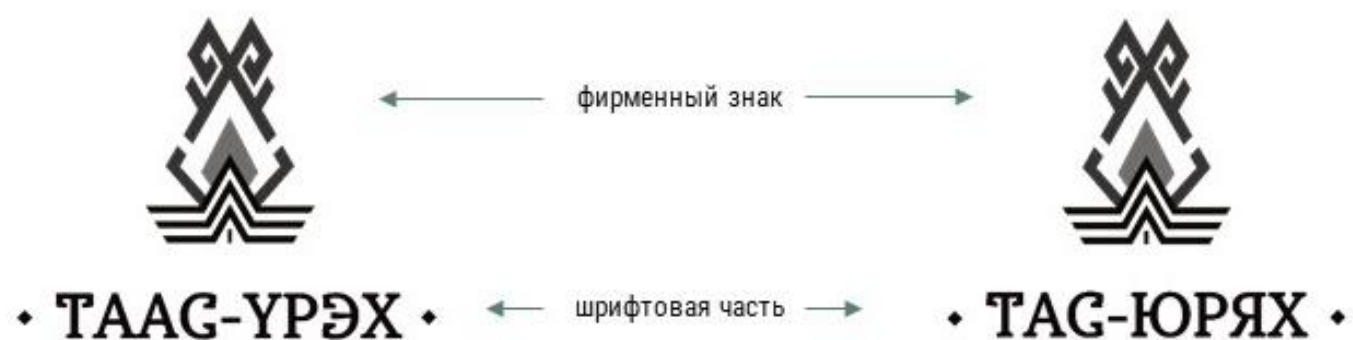 фирменный знак
• ТААС-ҮРЭХ •
шрифтовая часть
• ТАС-ЮРЯХ •